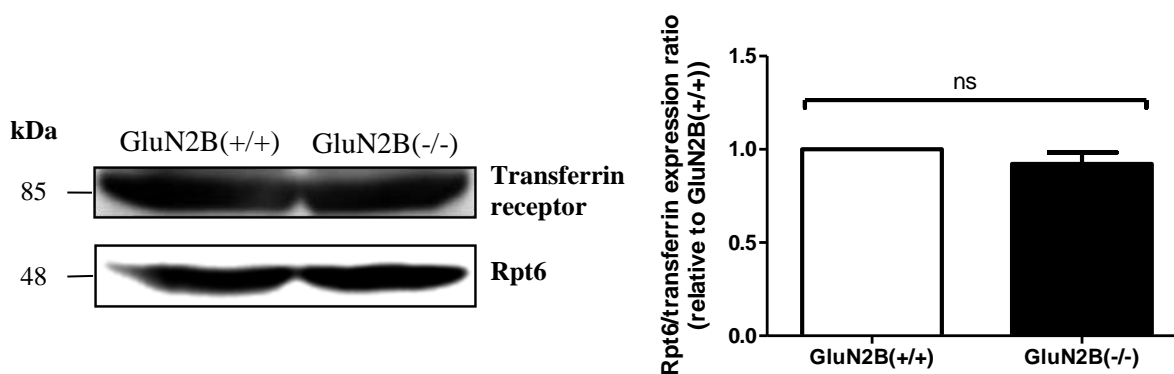 kDa
GluN2B(+/+) GluN2B(-/-)
85
Transferrin
receptor
48
Rpt6
Rpt6/transferrin expression ratio
(relative to GluN2B(+/+))
1.5
1.0
0.5
0.0
ns
GluN2B(+/+) GluN2B(-/-)